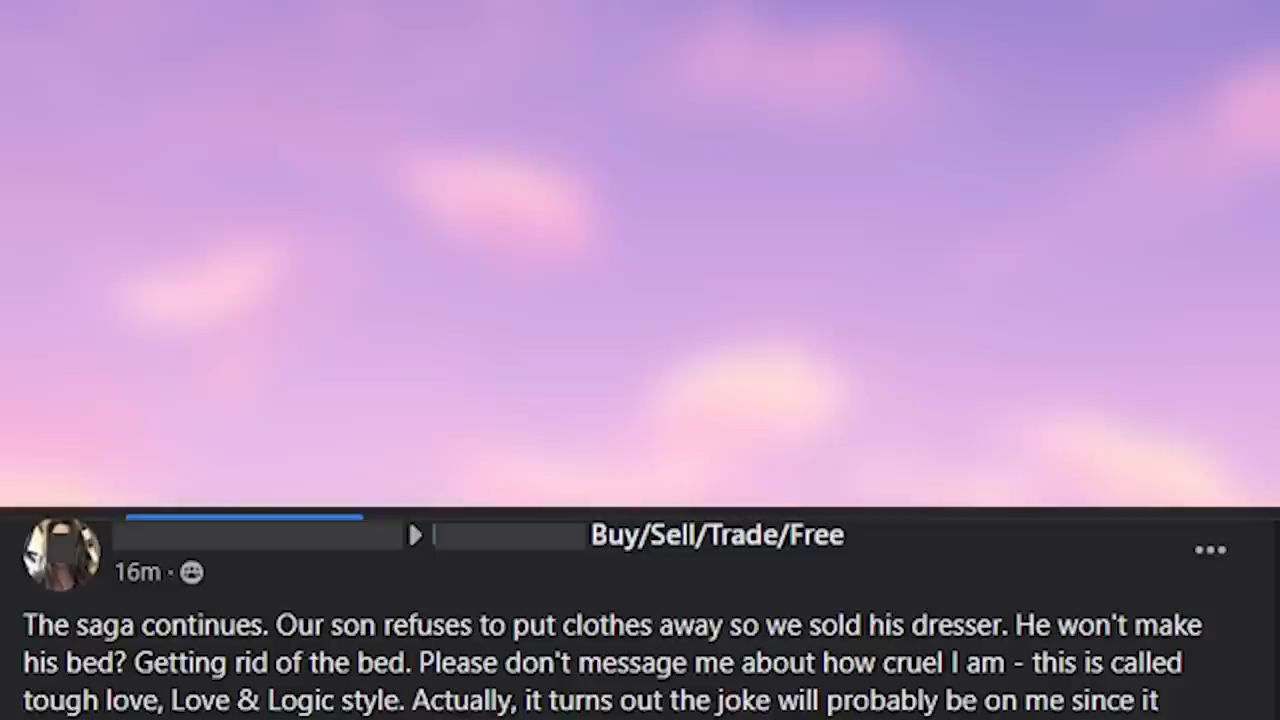 Buy/Sell/Trade/Free
16m ·
The saga continues. Our son refuses to put clothes away so we sold his dresser. He won't make
his bed? Getting rid of the bed. Please don't message me about how cruel I am - this is called
tough love, Love & Logic style. Actually, it turns out the joke will probably be on me since it